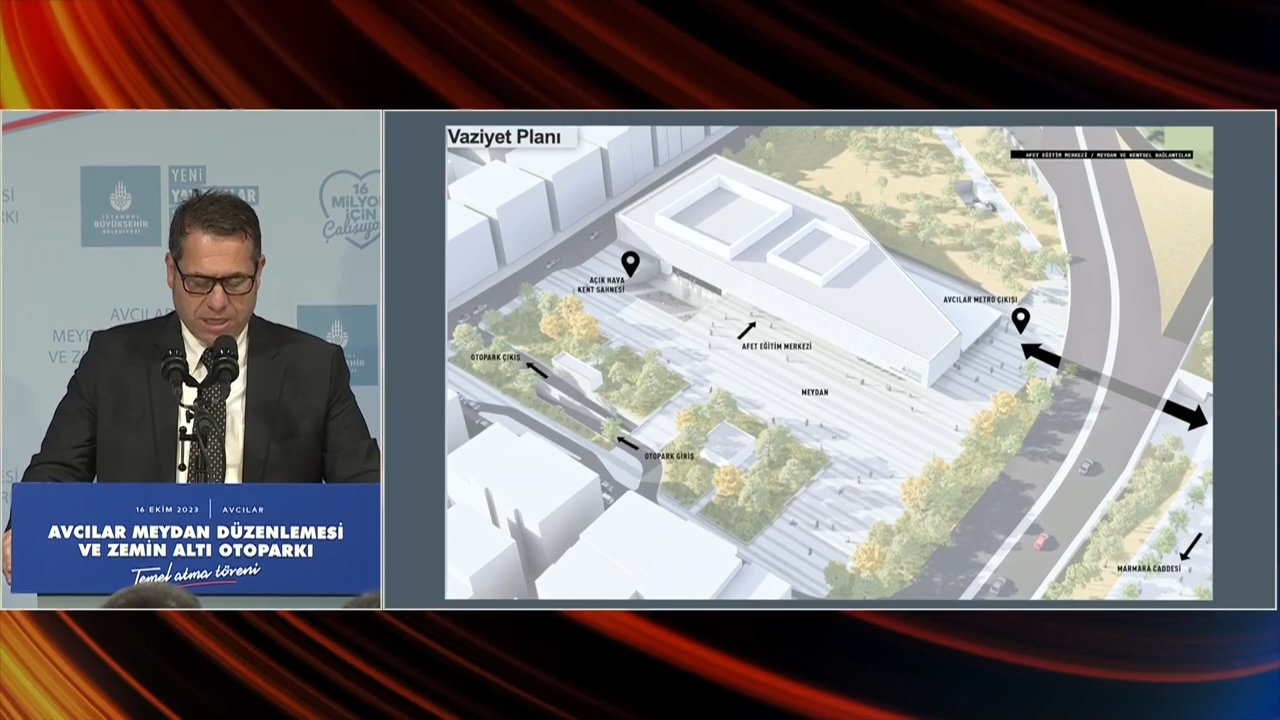 İSTANBUL
BÜYÜKŞEHİR
BELEDİYESİ
YENİ
16
MİLYON
İÇİN
Çalışıyoruz
AVCILAR
VE
16 EKİM 2023 | AVCILAR
AVCILAR MEYDAN DÜZENLEMESİ
VE ZEMİN ALTI OTOPARKI
Temel atma töreni
Vaziyet Planı
AFET EĞİTİM MERKEZİ / MEYDAN VE KENTSEL BAĞLANTILAR
AÇIK HAVA
KENT SAHNESİ
AVCILAR METRO ÇIKIŞI
AFET EĞİTİM MERKEZİ
OTOPARK ÇIKIŞ
MEYDAN
OTOPARK GİRİŞ
MARMARA CADDESİ